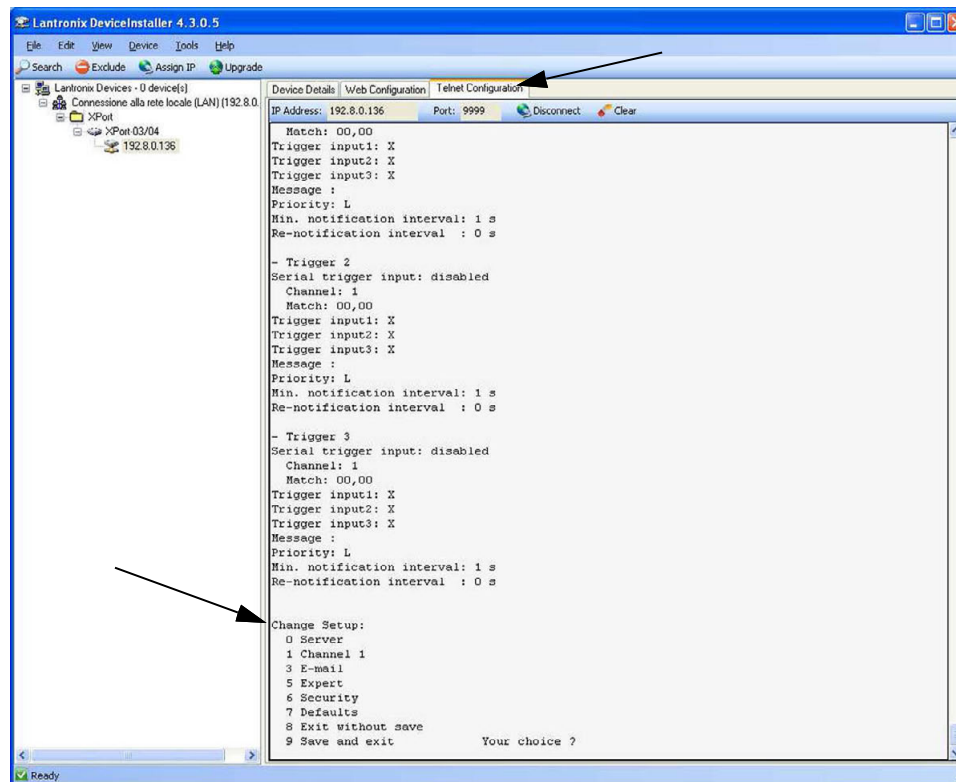 Lantronix DeviceInstaller 4.3.0.5
File Edit View Device Tools Help
Search Exclude Assign IP Upgrade
Lantronix Devices - 0 device(s)
Connessione alla rete locale (LAN) (192.8.0.
XPort
XPort-03/04
192.8.0.136
Device Details Web Configuration Telnet Configuration
IP Address: 192.8.0.136 Port: 9999 Disconnect Clear
Match: 00,00
Trigger input1: X
Trigger input2: X
Trigger input3: X
Message :
Priority: L
Min. notification interval: 1 s
Re-notification interval : 0 s
- Trigger 2
Serial trigger input: disabled
Channel: 1
Match: 00,00
Trigger input1: X
Trigger input2: X
Trigger input3: X
Message :
Priority: L
Min. notification interval: 1 s
Re-notification interval : 0 s
- Trigger 3
Serial trigger input: disabled
Channel: 1
Match: 00,00
Trigger input1: X
Trigger input2: X
Trigger input3: X
Message :
Priority: L
Min. notification interval: 1 s
Re-notification interval : 0 s
Change Setup:
0 Server
1 Channel 1
3 E-mail
5 Expert
6 Security
7 Defaults
8 Exit without save
9 Save and exit Your choice ?
Ready